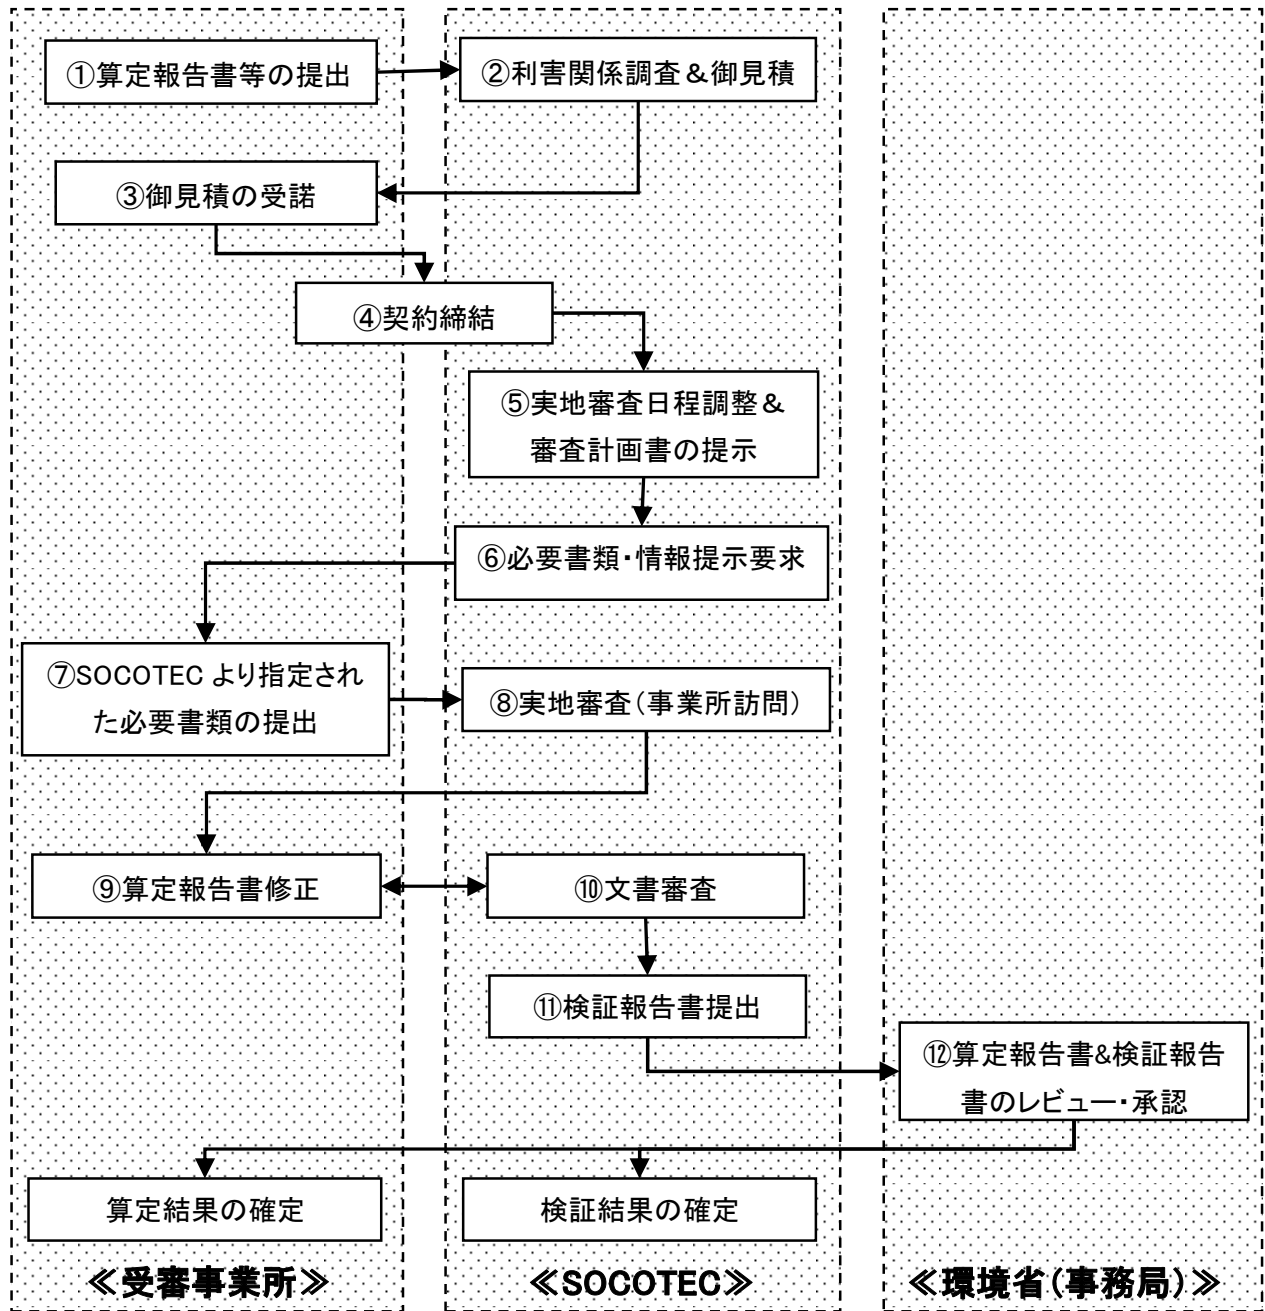 ①算定報告書等の提出
②利害関係調査&御見積
③御見積の受諾
④契約締結
⑤実地審査日程調整&
審査計画書の提示
⑥必要書類・情報提示要求
⑦SOCOTEC より指定され
た必要書類の提出
⑧実地審査(事業所訪問)
⑨算定報告書修正
⑩文書審査
⑪検証報告書提出
⑫算定報告書&検証報告
書のレビュー・承認
算定結果の確定
検証結果の確定
≪受審事業所≫
≪SOCOTEC≫
≪環境省(事務局)≫